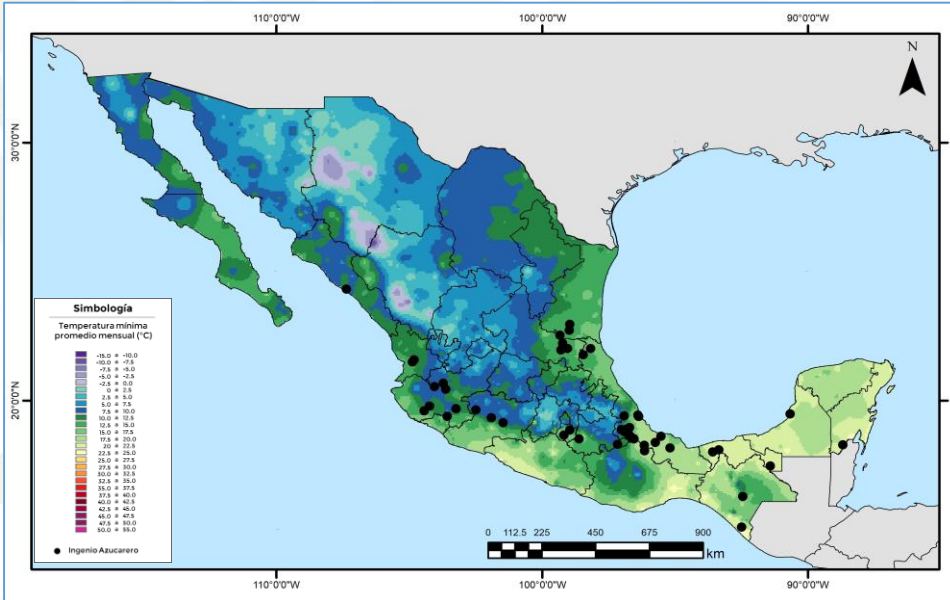 110°0'0"W 100°0'0"W 90°0'0"W
N
30°0'0"N
30°0'0"N
20°0'0"N
20°0'0"N
Simbología
Temperatura mínima
promedio mensual (°C)
-15.0 a -10.0
-10.0 a -7.5
-7.5 a -5.0
-5.0 a -2.5
-2.5 a 0.0
0 a 2.5
2.5 a 5.0
5.0 a 7.5
7.5 a 10.0
10.0 a 12.5
12.5 a 15.0
15.0 a 17.5
17.5 a 20.0
20 a 22.5
22.5 a 25.0
25.0 a 27.5
27.5 a 30.0
30.0 a 32.5
32.5 a 35.0
35.0 a 37.5
37.5 a 40.0
40.0 a 42.5
42.5 a 45.0
45.0 a 47.5
47.5 a 50.0
50.0 a 55.0
Ingenio Azucarero
0 112.5 225 450 675 900
km
110°0'0"W 100°0'0"W 90°0'0"W